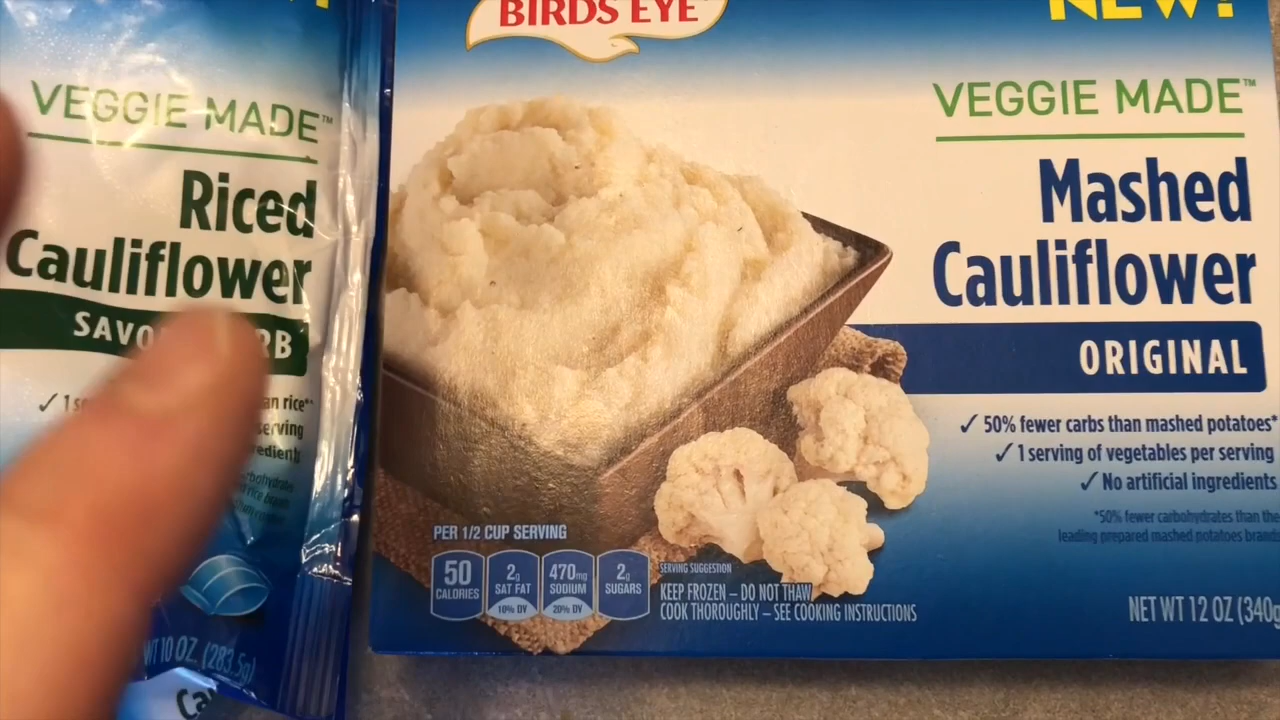 VEGGIE MADE™
Riced
Cauliflower
✓ 1 an rice*^
serving
WT 10 OZ. (283.5g)
Ca
BIRDS EYE®
NEW!
VEGGIE MADE™
Mashed
Cauliflower
ORIGINAL
✓ 50% fewer carbs than mashed potatoes*
✓ 1 serving of vegetables per serving
✓ No artificial ingredients
*50% fewer carbohydrates than the
leading prepared mashed potatoes brand
PER 1/2 CUP SERVING
50 CALORIES
2g SAT FAT 10% DV
470mg SODIUM 20% DV
2g SUGARS
SERVING SUGGESTION
KEEP FROZEN – DO NOT THAW
COOK THOROUGHLY – SEE COOKING INSTRUCTIONS
NET WT 12 OZ (340g